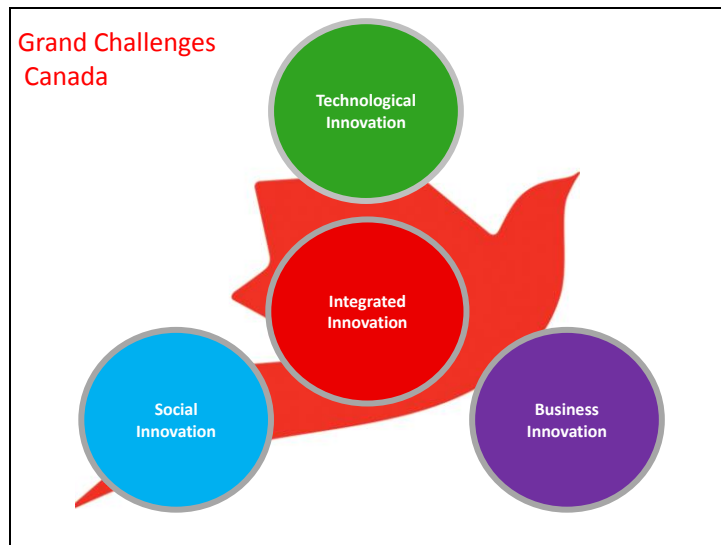 Grand Challenges
Canada
Technological
Innovation
Integrated
Innovation
Social
Innovation
Business
Innovation